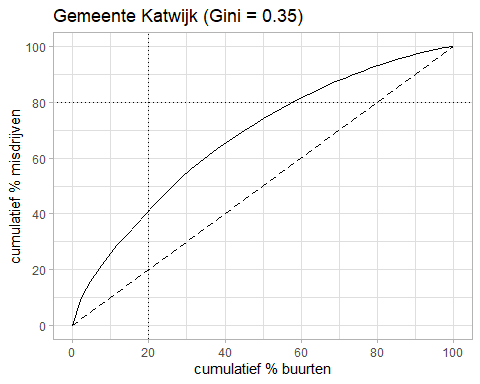 Gemeente Katwijk (Gini = 0.35)
100
80
60
40
20
0
cumulatief % misdrijven
0 20 40 60 80 100
cumulatief % buurten